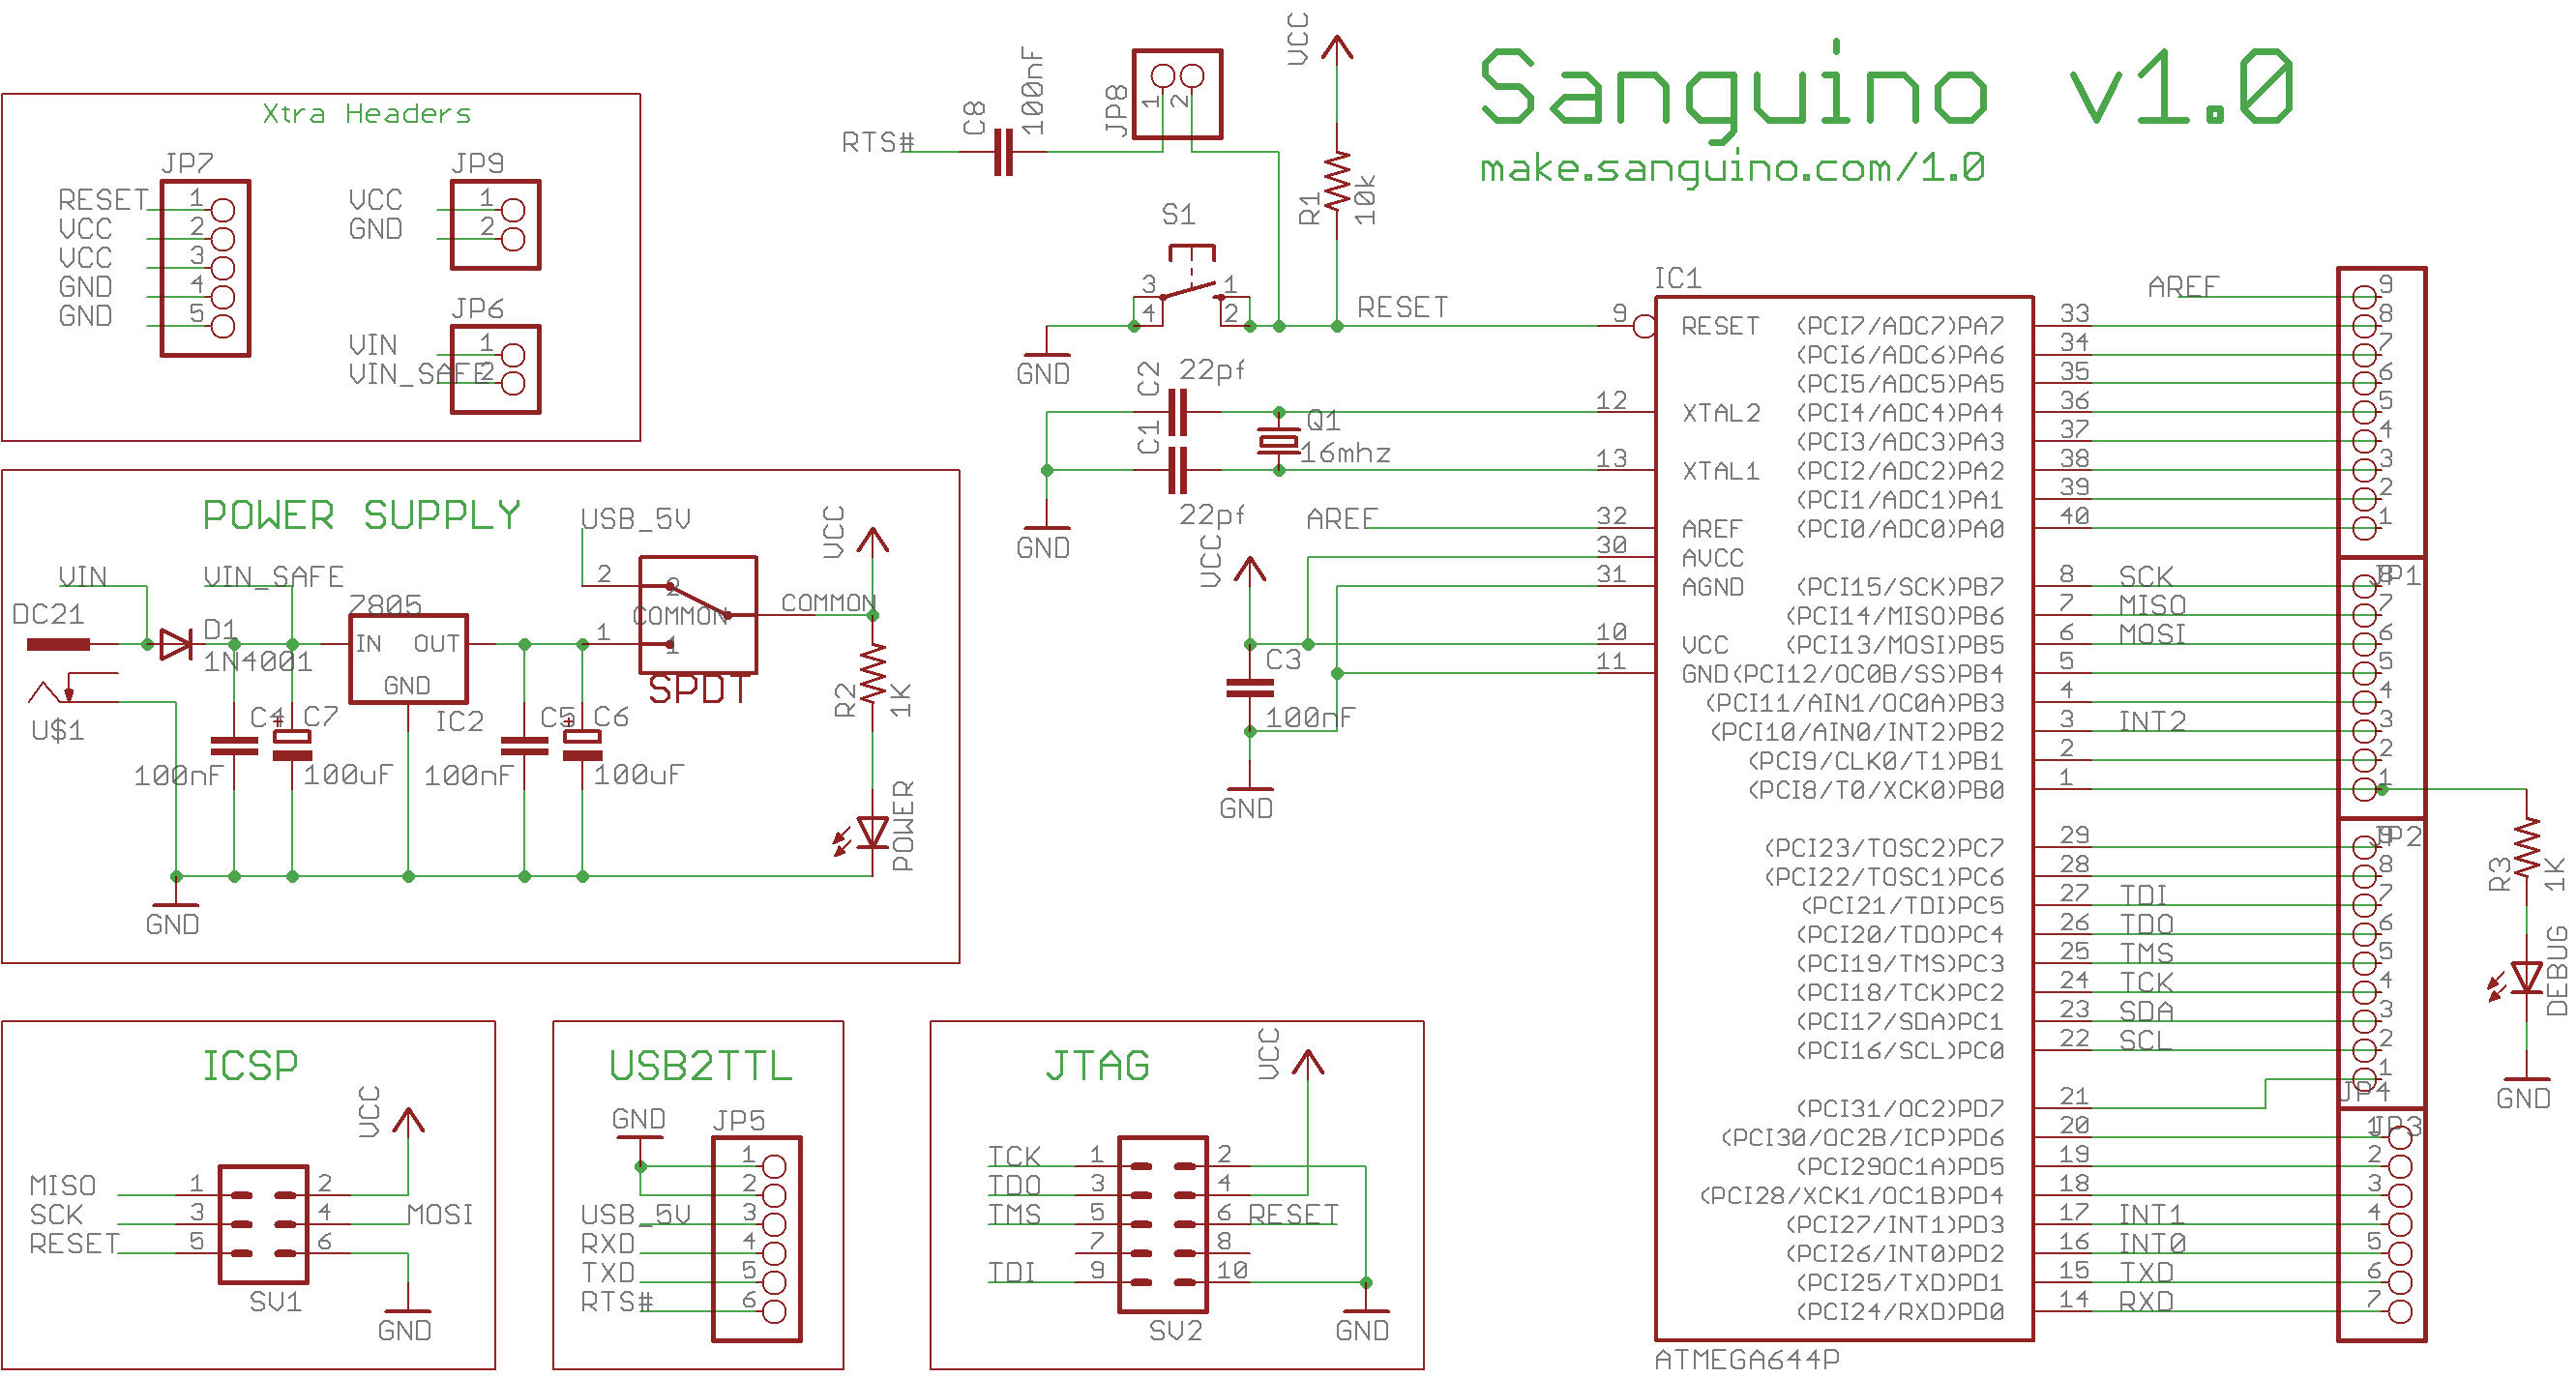 Sanguino v1.0
make.sanguino.com/1.0
Xtra Headers
JP7
RESET 1
VCC 2
VCC 3
GND 4
GND 5
JP9
VCC 1
GND 2
JP6
VIN 1
VIN_SAFE 2
RTS#
C8
100nF
JP8
1
2
VCC
R1
10k
S1
3 1
4 2
RESET
GND
C2
22pf
C1
22pf
Q1
16mhz
GND
AREF
VCC
C3
100nF
GND
POWER SUPPLY
USB_5V
VCC
VIN
VIN_SAFE
DC21
D1
1N4001
7805
IN OUT
GND
IC2
2 2
COMMON COMMON
1 1
SPDT
U$1
C4
100nF
C7
100uF
C5
100nF
C6
100uF
R2
1K
POWER
GND
ICSP
VCC
MISO 1 2
SCK 3 4 MOSI
RESET 5 6
SV1
GND
USB2TTL
GND
JP5
1
2
USB_5V 3
RXD 4
TXD 5
RTS# 6
JTAG
VCC
TCK 1 2
TDO 3 4
TMS 5 6 RESET
7 8
TDI 9 10
SV2
GND
IC1
9 RESET
12 XTAL2
13 XTAL1
32 AREF
30 AVCC
31 AGND
10 VCC
11 GND
AREF 9
(PCI7/ADC7)PA7 33 8
(PCI6/ADC6)PA6 34 7
(PCI5/ADC5)PA5 35 6
(PCI4/ADC4)PA4 36 5
(PCI3/ADC3)PA3 37 4
(PCI2/ADC2)PA2 38 3
(PCI1/ADC1)PA1 39 2
(PCI0/ADC0)PA0 40 1
JP1
(PCI15/SCK)PB7 8 SCK 8
(PCI14/MISO)PB6 7 MISO 7
(PCI13/MOSI)PB5 6 MOSI 6
(PCI12/OC0B/SS)PB4 5 5
(PCI11/AIN1/OC0A)PB3 4 4
(PCI10/AIN0/INT2)PB2 3 INT2 3
(PCI9/CLK0/T1)PB1 2 2
(PCI8/T0/XCK0)PB0 1 1
JP2
(PCI23/TOSC2)PC7 29 9
(PCI22/TOSC1)PC6 28 8
(PCI21/TDI)PC5 27 TDI 7
(PCI20/TDO)PC4 26 TDO 6
(PCI19/TMS)PC3 25 TMS 5
(PCI18/TCK)PC2 24 TCK 4
(PCI17/SDA)PC1 23 SDA 3
(PCI16/SCL)PC0 22 SCL 2
1
JP4
(PCI31/OC2)PD7 21
JP3
(PCI30/OC2B/ICP)PD6 20 1
(PCI29OC1A)PD5 19 2
(PCI28/XCK1/OC1B)PD4 18 3
(PCI27/INT1)PD3 17 INT1 4
(PCI26/INT0)PD2 16 INT0 5
(PCI25/TXD)PD1 15 TXD 6
(PCI24/RXD)PD0 14 RXD 7
ATMEGA644P
R3
1K
DEBUG
GND